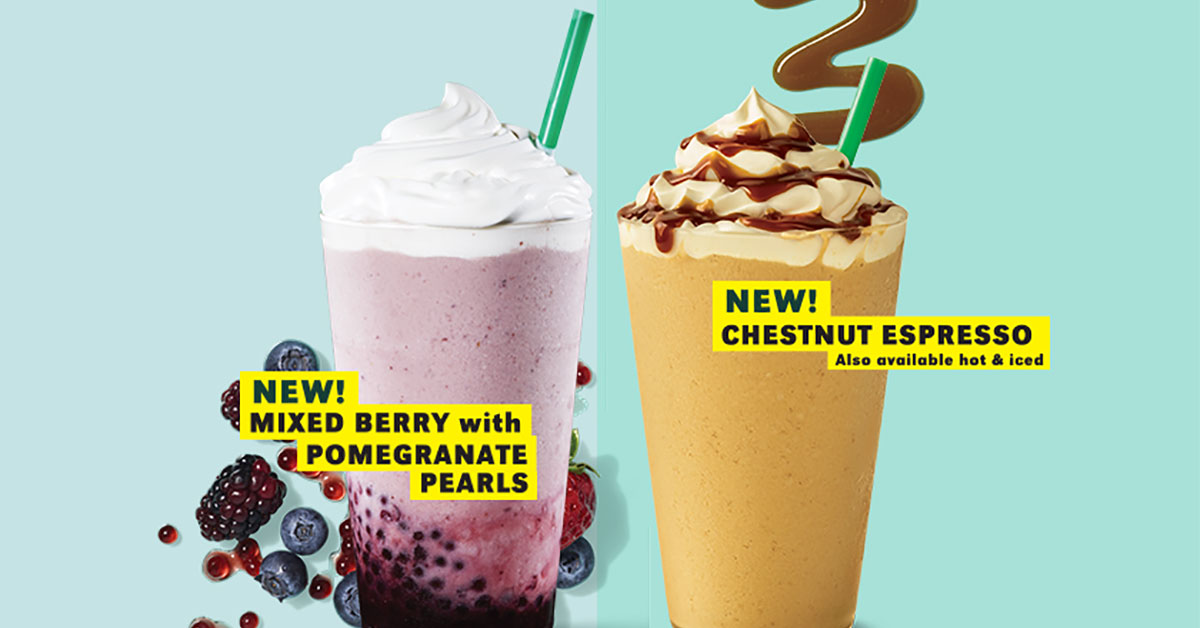 NEW!
MIXED BERRY with
POMEGRANATE
PEARLS
NEW!
CHESTNUT ESPRESSO
Also available hot & iced